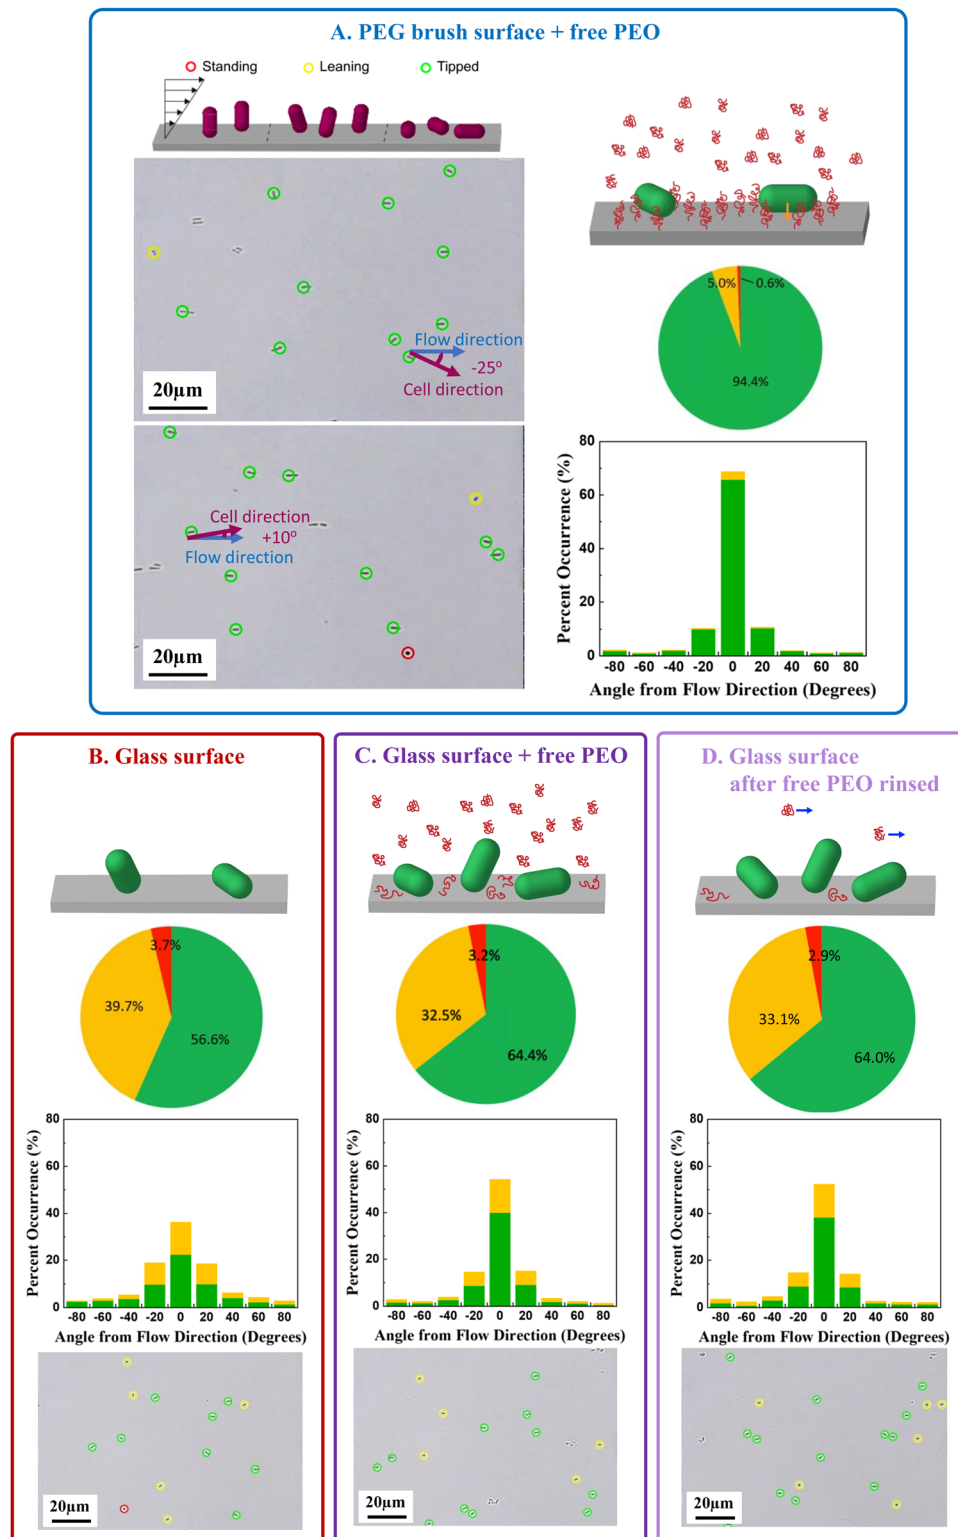 A. PEG brush surface + free PEO
Standing
Leaning
Tipped
Flow direction
-25°
Cell direction
20μm
5.0%
0.6%
94.4%
Cell direction
+10°
Flow direction
20μm
Percent Occurrence (%)
80
60
40
20
0
-80 -60 -40 -20 0 20 40 60 80
Angle from Flow Direction (Degrees)
B. Glass surface
3.7%
39.7%
56.6%
Percent Occurrence (%)
80
60
40
20
0
-80 -60 -40 -20 0 20 40 60 80
Angle from Flow Direction (Degrees)
20μm
C. Glass surface + free PEO
3.2%
32.5%
64.4%
Percent Occurrence (%)
80
60
40
20
0
-80 -60 -40 -20 0 20 40 60 80
Angle from Flow Direction (Degrees)
20μm
D. Glass surface
after free PEO rinsed
2.9%
33.1%
64.0%
Percent Occurrence (%)
80
60
40
20
0
-80 -60 -40 -20 0 20 40 60 80
Angle from Flow Direction (Degrees)
20μm